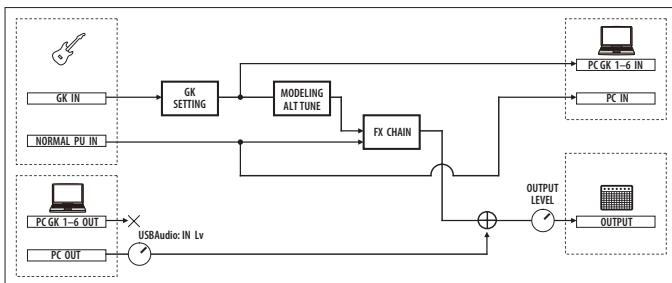 PC GK 1–6 IN
GK IN
GK
SETTING
MODELING
ALT TUNE
PC IN
NORMAL PU IN
FX CHAIN
OUTPUT
LEVEL
PC GK 1–6 OUT
OUTPUT
USBAudio: IN Lv
PC OUT